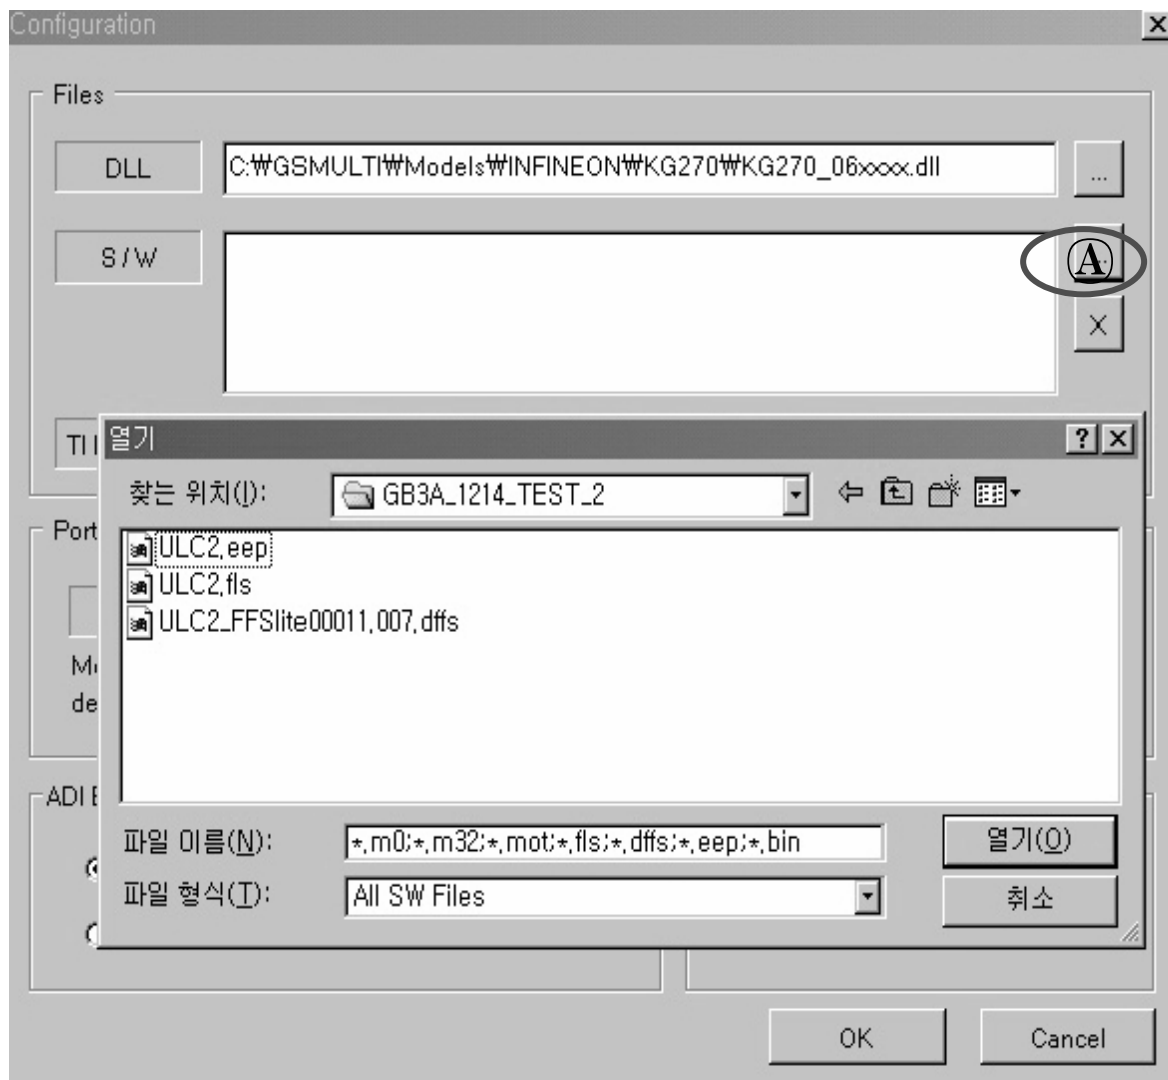 Configuration
Files
DLL
C:₩GSMULTI₩Models₩INFINEON₩KG270₩KG270_06xxxx.dll
...
S/W
A
X
TI
열기
찾는 위치(I):
GB3A_1214_TEST_2
Port
ULC2.eep
ULC2.fls
ULC2_FFSlite00011.007.dffs
ADI
파일 이름(N):
*.m0;*.m32;*.mot;*.fls;*.dffs;*.eep;*.bin
열기(O)
파일 형식(T):
All SW Files
취소
OK
Cancel